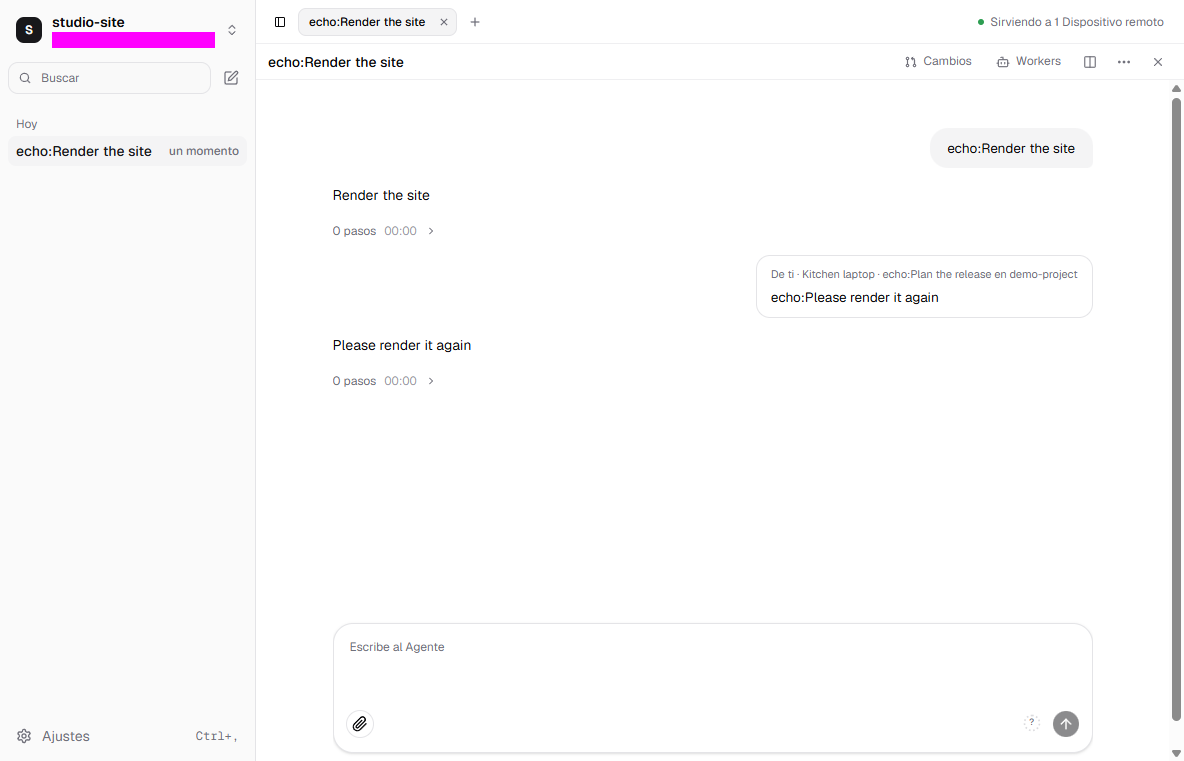 S
studio-site
Buscar
Hoy
echo:Render the site
un momento
Ajustes
Ctrl+,
echo:Render the site
Sirviendo a 1 Dispositivo remoto
echo:Render the site
Cambios
Workers
echo:Render the site
Render the site
0 pasos 00:00
De ti · Kitchen laptop · echo:Plan the release en demo-project
echo:Please render it again
Please render it again
0 pasos 00:00
Escribe al Agente
?